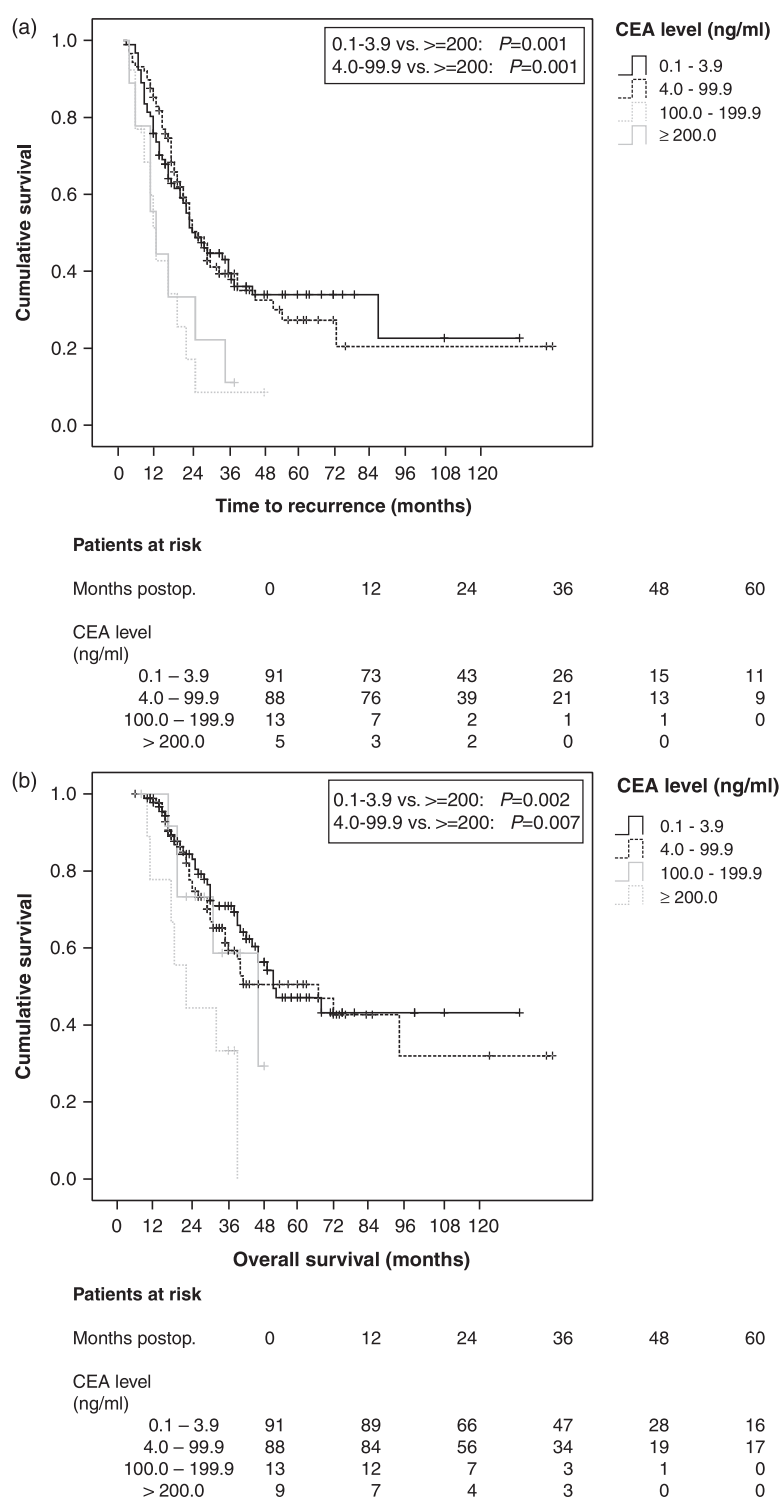 (a)
0.1-3.9 vs. >=200: P=0.001
4.0-99.9 vs. >=200: P=0.001
CEA level (ng/ml)
0.1 - 3.9
4.0 - 99.9
100.0 - 199.9
≥ 200.0
Cumulative survival
1.0
0.8
0.6
0.4
0.2
0.0
0 12 24 36 48 60 72 84 96 108 120
Time to recurrence (months)
Patients at risk
Months postop. 0 12 24 36 48 60
CEA level
(ng/ml)
0.1 – 3.9 91 73 43 26 15 11
4.0 – 99.9 88 76 39 21 13 9
100.0 – 199.9 13 7 2 1 1 0
> 200.0 5 3 2 0 0
(b)
0.1-3.9 vs. >=200: P=0.002
4.0-99.9 vs. >=200: P=0.007
CEA level (ng/ml)
0.1 - 3.9
4.0 - 99.9
100.0 - 199.9
≥ 200.0
Cumulative survival
1.0
0.8
0.6
0.4
0.2
0.0
0 12 24 36 48 60 72 84 96 108 120
Overall survival (months)
Patients at risk
Months postop. 0 12 24 36 48 60
CEA level
(ng/ml)
0.1 – 3.9 91 89 66 47 28 16
4.0 – 99.9 88 84 56 34 19 17
100.0 – 199.9 13 12 7 3 1 0
> 200.0 9 7 4 3 0 0